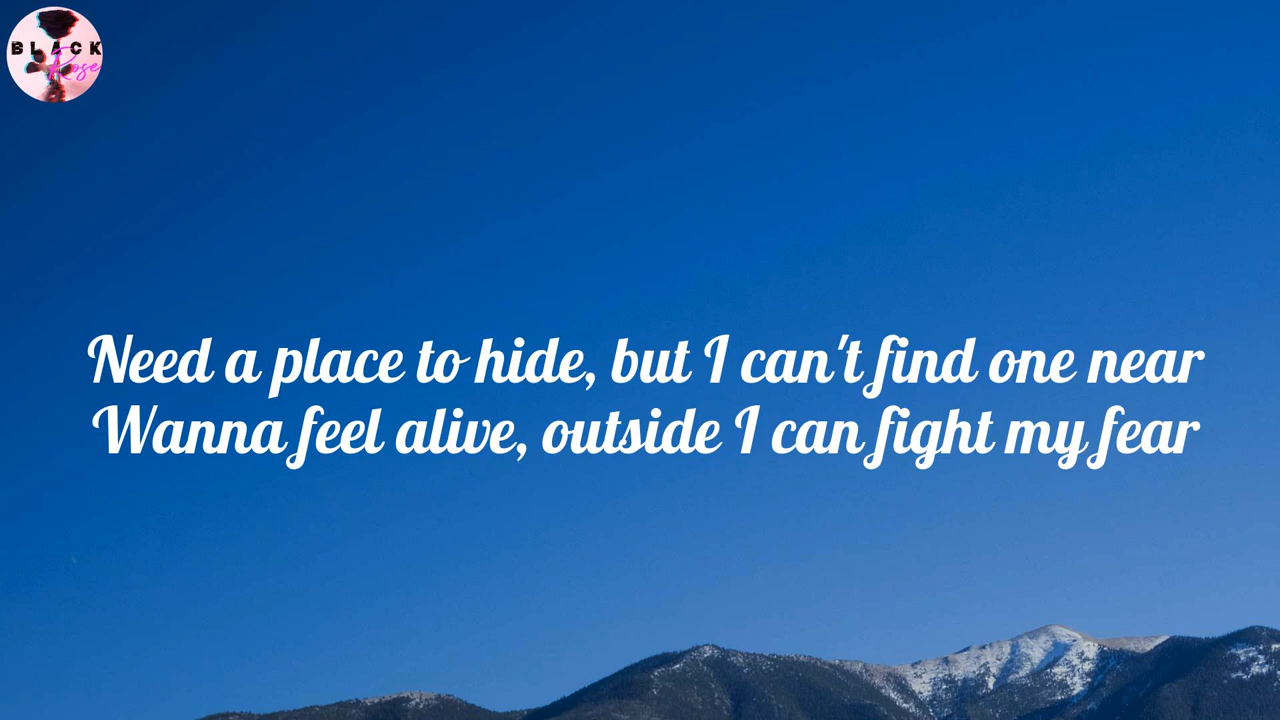 BLACK
Rose
Need a place to hide, but I can't find one near
Wanna feel alive, outside I can fight my fear